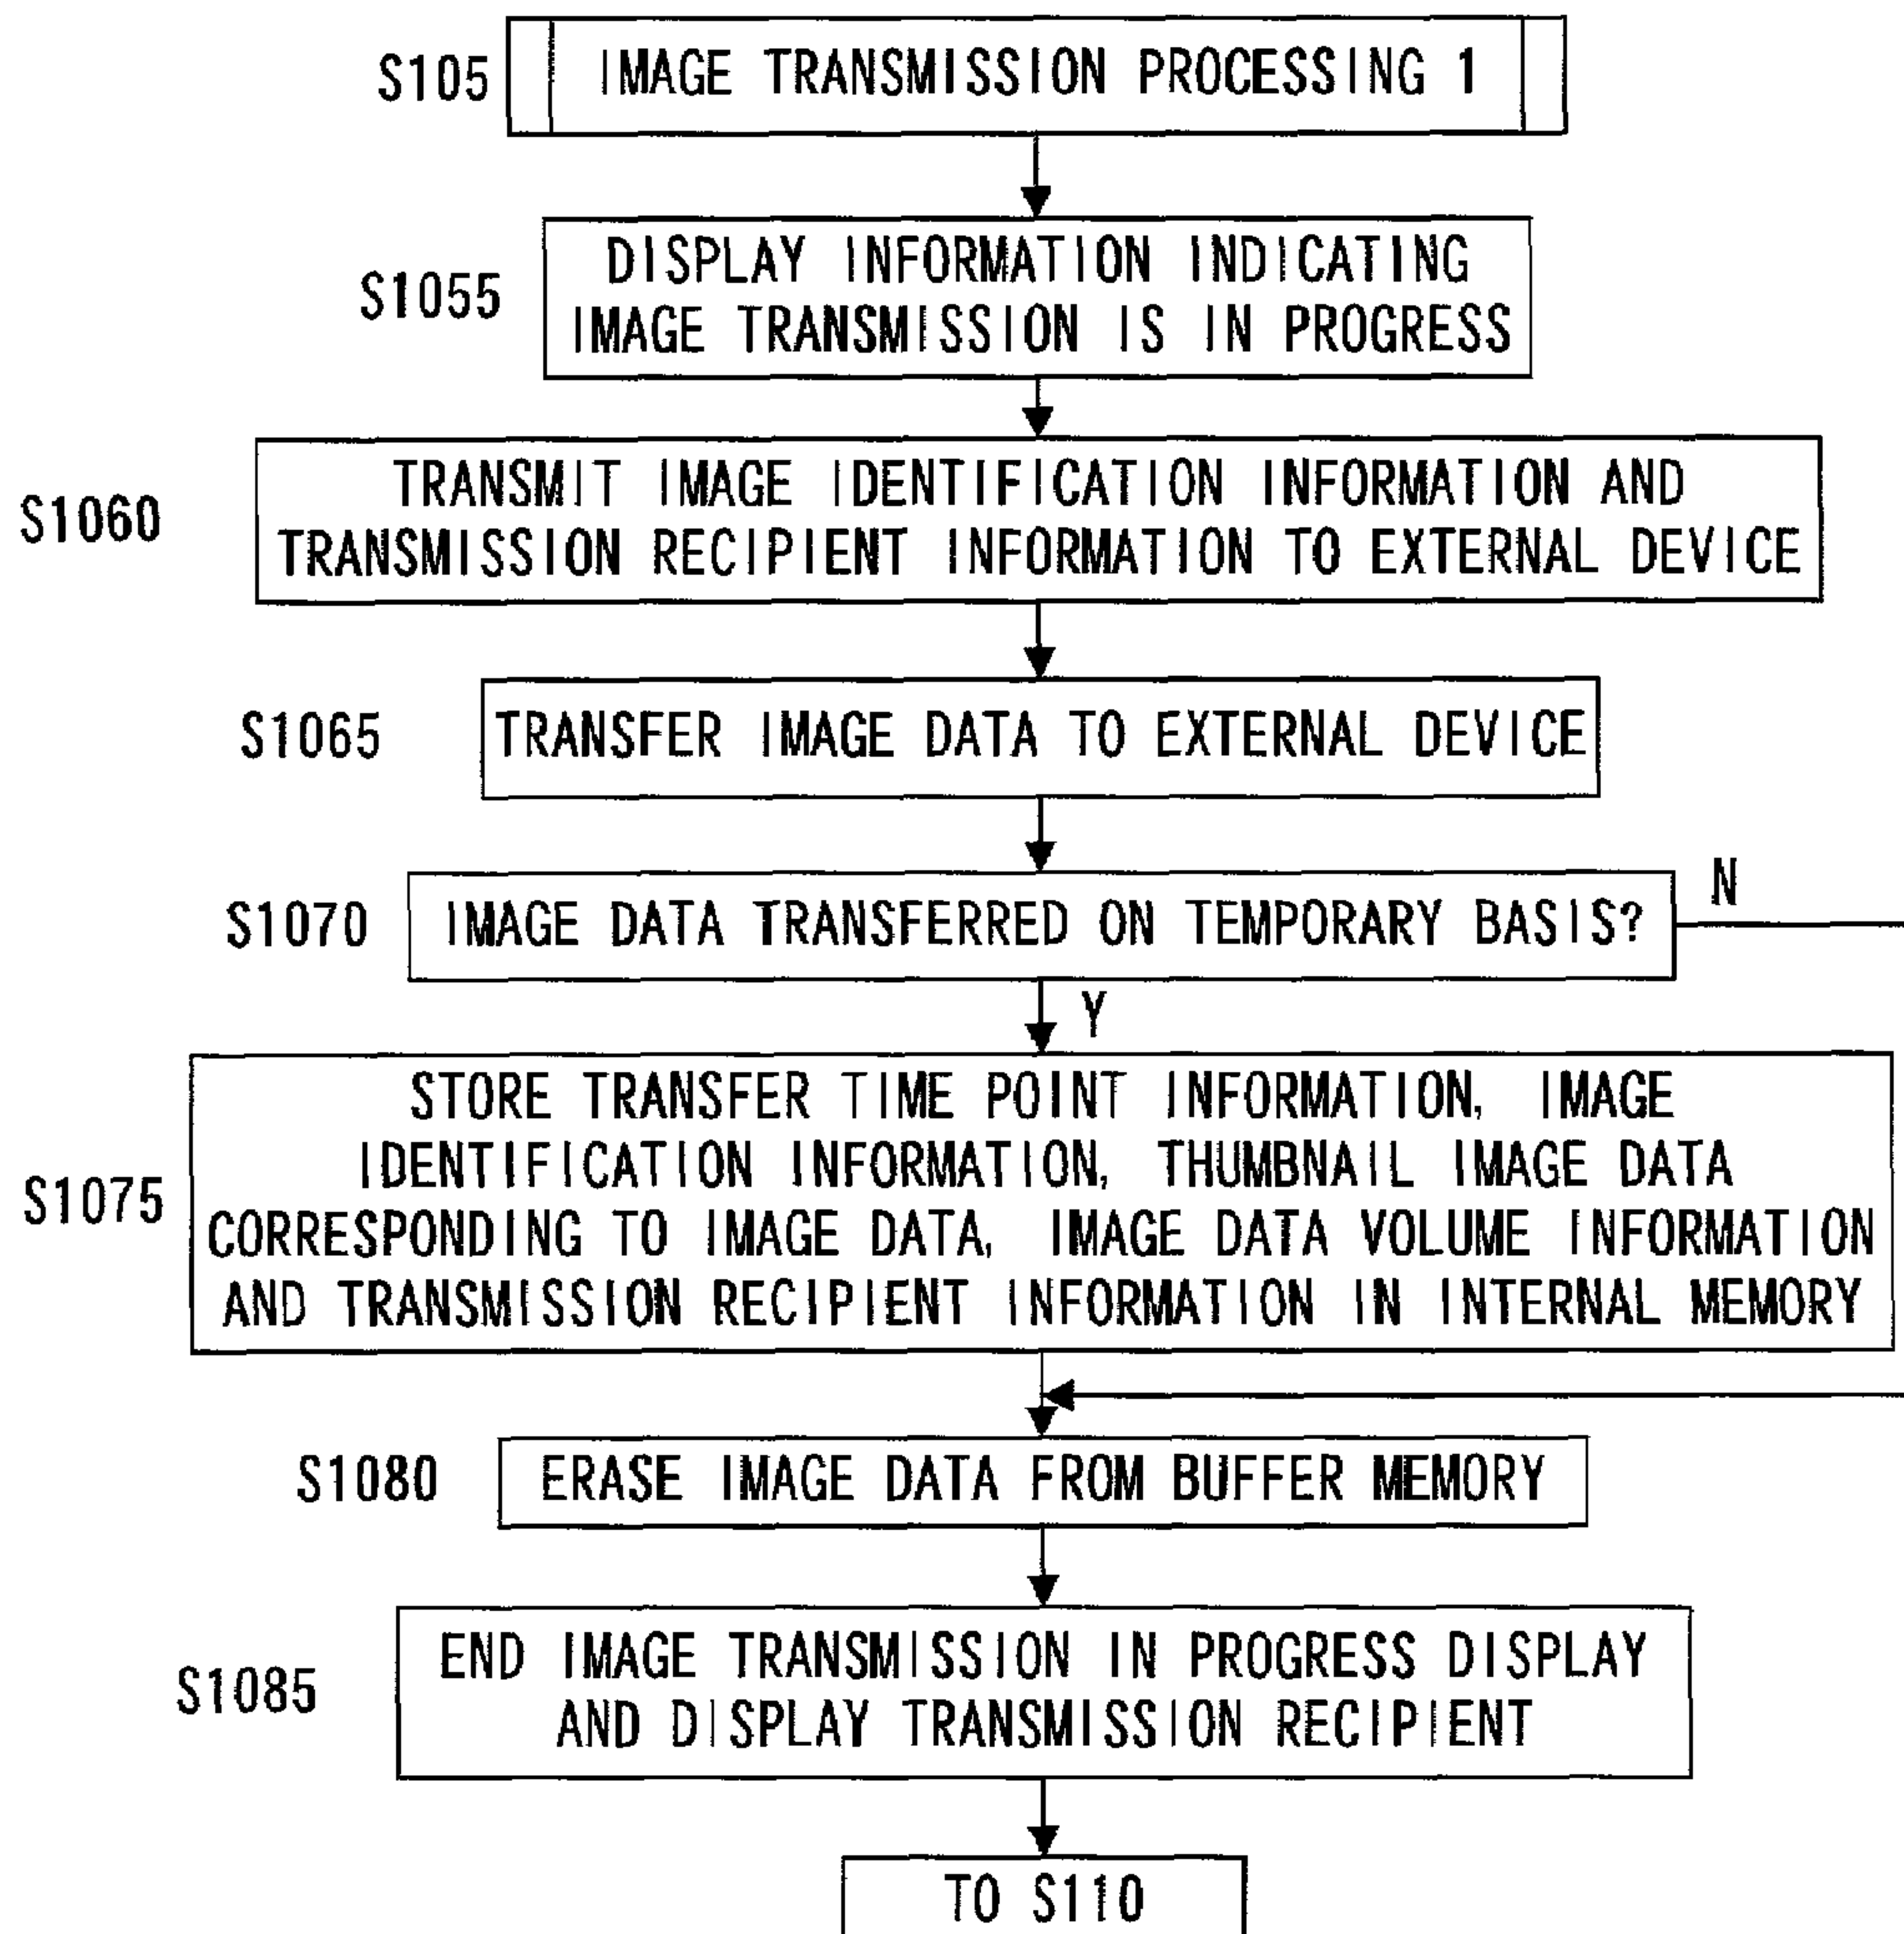 S105 IMAGE TRANSMISSION PROCESSING 1
S1055 DISPLAY INFORMATION INDICATING
IMAGE TRANSMISSION IS IN PROGRESS
S1060 TRANSMIT IMAGE IDENTIFICATION INFORMATION AND
TRANSMISSION RECIPIENT INFORMATION TO EXTERNAL DEVICE
S1065 TRANSFER IMAGE DATA TO EXTERNAL DEVICE
S1070 IMAGE DATA TRANSFERRED ON TEMPORARY BASIS?
N
Y
S1075 STORE TRANSFER TIME POINT INFORMATION, IMAGE
IDENTIFICATION INFORMATION, THUMBNAIL IMAGE DATA
CORRESPONDING TO IMAGE DATA, IMAGE DATA VOLUME INFORMATION
AND TRANSMISSION RECIPIENT INFORMATION IN INTERNAL MEMORY
S1080 ERASE IMAGE DATA FROM BUFFER MEMORY
S1085 END IMAGE TRANSMISSION IN PROGRESS DISPLAY
AND DISPLAY TRANSMISSION RECIPIENT
TO S110